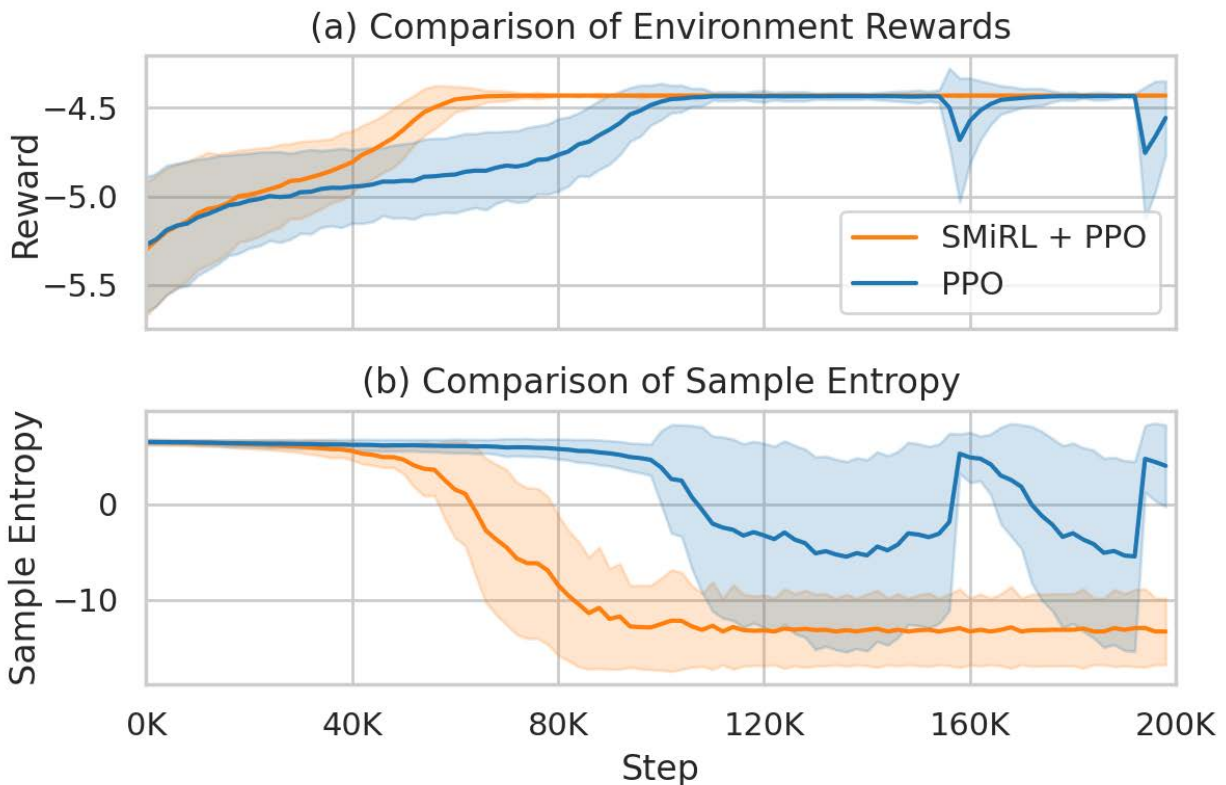 (a) Comparison of Environment Rewards
Reward
−4.5
−5.0
−5.5
SMiRL + PPO
PPO
(b) Comparison of Sample Entropy
Sample Entropy
0
−10
0K 40K 80K 120K 160K 200K
Step